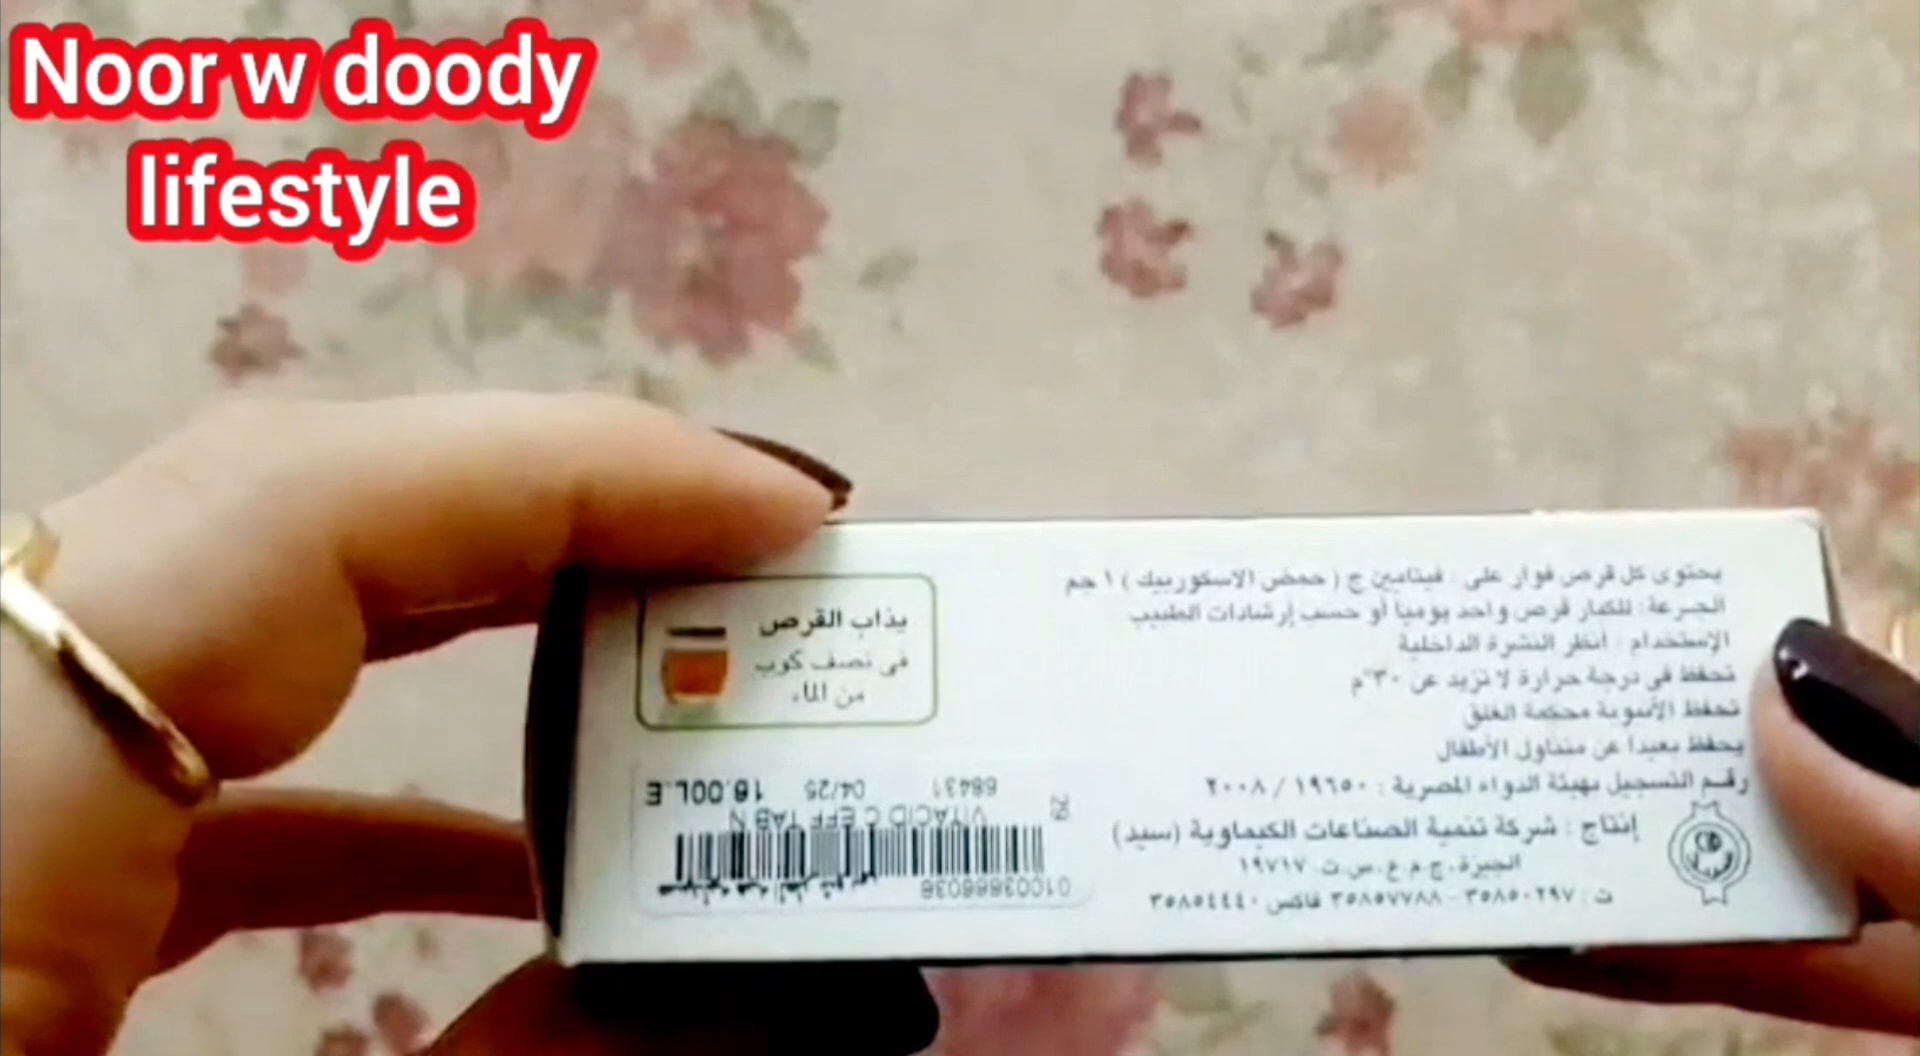 Noor w doody
lifestyle
يذاب القرص
فى نصف كوب
من الماء
يحتوى كل قرص فوار على : فيتامين ج ( حمض الاسكوربيك ) ١ جم
الجرعة : للكبار قرص واحد يوميا أو حسب إرشادات الطبيب
الإستخدام : انظر النشرة الداخلية
تحفظ فى درجة حرارة لا تزيد عن ٣٠°م
تحفظ الأنبوبة محكمة الغلق
يحفظ بعيدا عن متناول الأطفال
رقم التسجيل بهيئة الدواء المصرية : ١٩٦٥٠ / ٢٠٠٨
إنتاج : شركة تنمية الصناعات الكيماوية (سيد)
الجيزة . ج . م . ع . س . ت . ١٩٧١٧
ت : ٣٥٨٥٠٢٩٧ - ٣٥٨٥٧٧٨٨ فاكس ٣٥٨٥٤٤٤٠
01003866038
VITACID C EFF TAB N
68431 04/25 18.00L.E